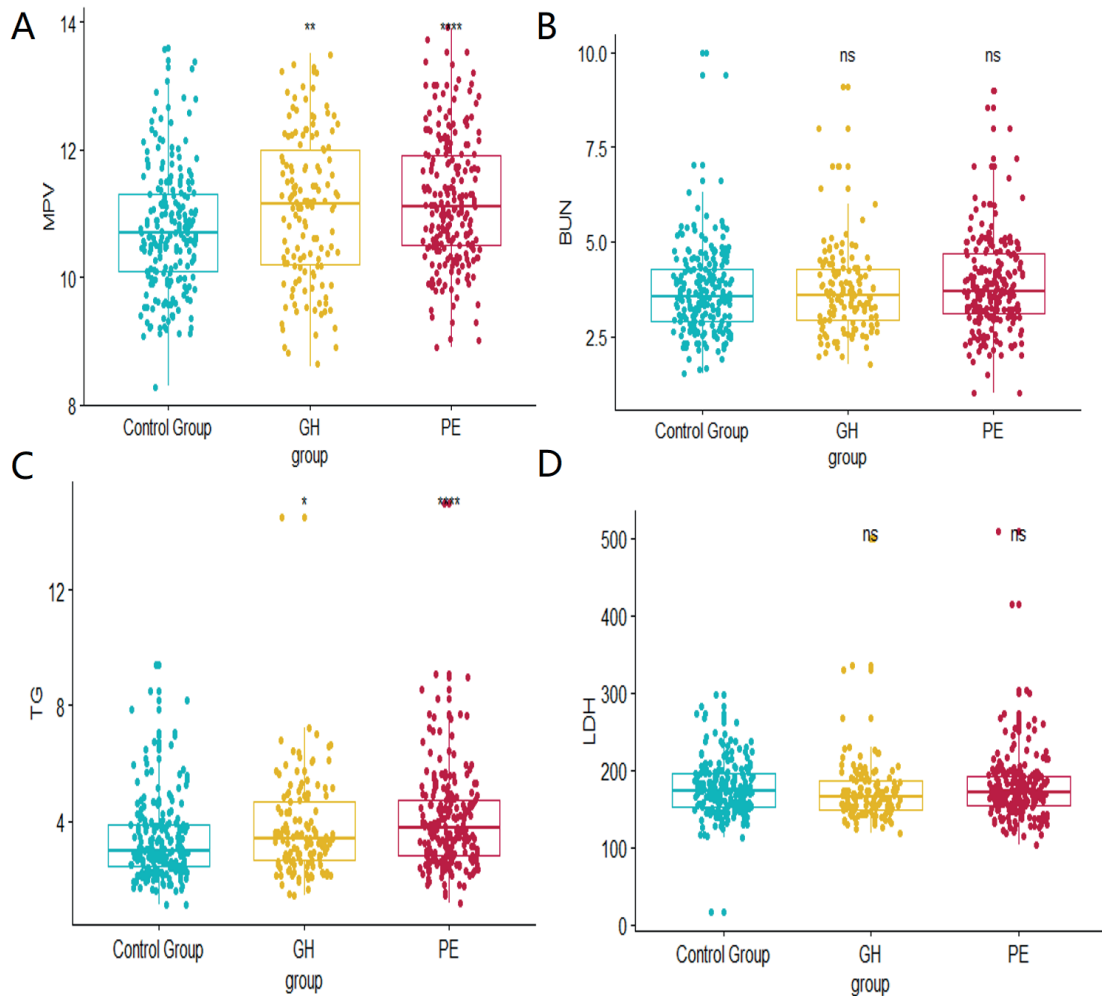 A
MPV
14
12
10
8
**
****
Control Group
GH
PE
group
B
BUN
10.0
7.5
5.0
2.5
ns
ns
Control Group
GH
PE
group
C
TG
12
8
4
*
****
Control Group
GH
PE
group
D
LDH
500
400
300
200
100
0
ns
ns
Control Group
GH
PE
group